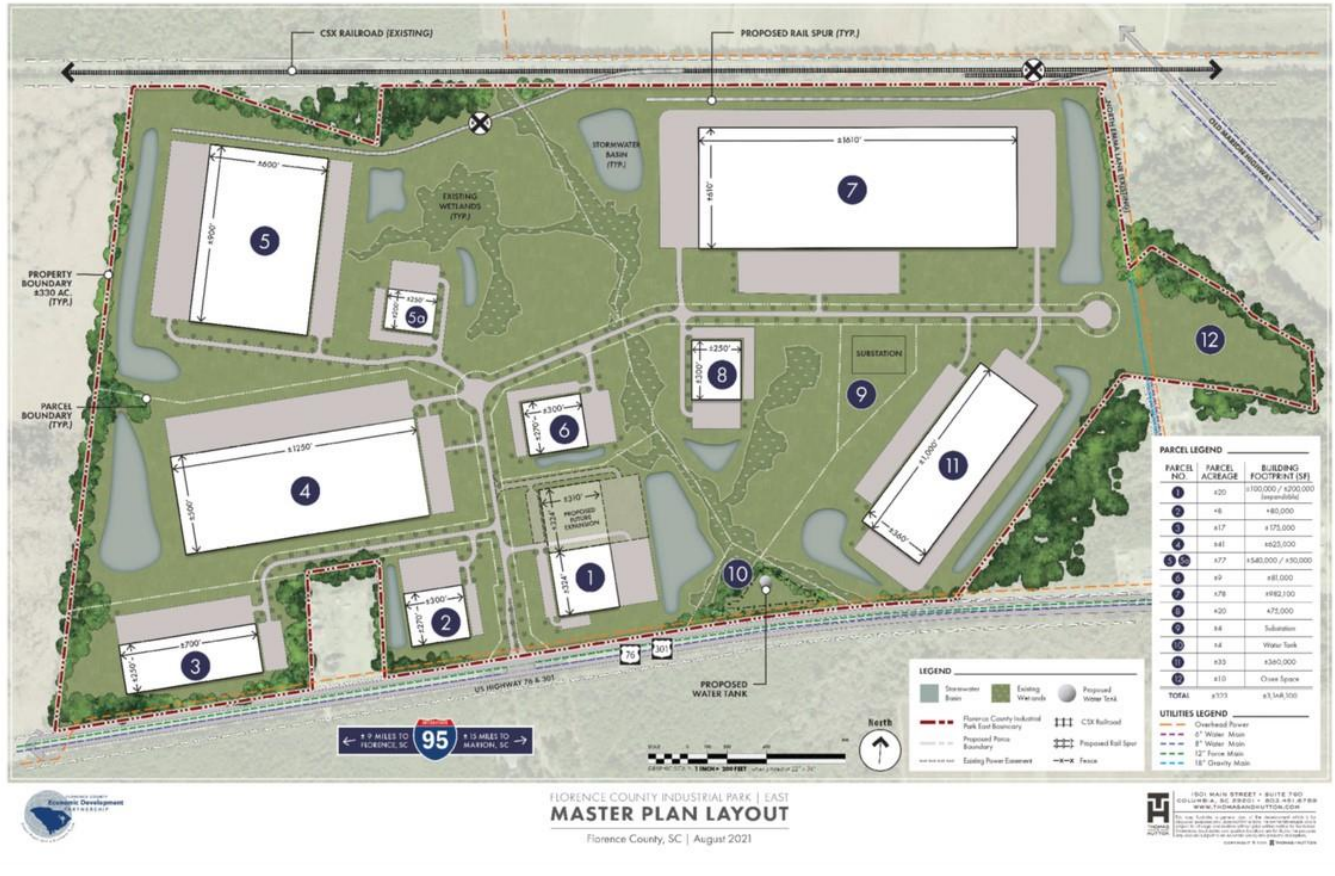 CSX RAILROAD (EXISTING)
PROPOSED RAIL SPUR (TYP.)
OLD MARION HIGHWAY
STORMWATER
BASIN
(TYP.)
±1610'
±610'
7
±600'
±900'
5
EXISTING
WETLANDS
(TYP.)
PROPERTY
BOUNDARY
±330 AC.
(TYP.)
±250'
±200'
5a
12
±250'
±300'
8
SUBSTATION
9
PARCEL
BOUNDARY
(TYP.)
±300'
±270'
6
±1250'
±500'
4
±1,000'
±360'
11
±310'
±324'
PROPOSED
FUTURE
EXPANSION
±324'
1
10
±300'
±270'
2
±700'
±250'
3
76
301
US HIGHWAY 76 & 301
PROPOSED
WATER TANK
± 9 MILES TO
FLORENCE, SC
95
± 15 MILES TO
MARION, SC
North
PARCEL LEGEND
PARCEL NO. PARCEL ACREAGE BUILDING FOOTPRINT (SF)
1 ±20 ±100,000 / ±200,000 (expandable)
2 ±8 ±80,000
3 ±17 ±175,000
4 ±41 ±625,000
5 5a ±77 ±540,000 / ±50,000
6 ±9 ±81,000
7 ±78 ±982,100
8 ±20 ±75,000
9 ±4 Substation
10 ±4 Water Tank
11 ±35 ±360,000
12 ±10 Open Space
TOTAL ±323
UTILITIES LEGEND
Overhead Power
6" Water Main
8" Water Main
12" Force Main
18" Gravity Main
LEGEND
Stormwater
Basin
Existing
Wetlands
Proposed
Water Tank
Florence County Industrial
Park East Boundary
CSX Railroad
Proposed Parcel
Boundary
Proposed Rail Spur
Existing Power Easement
Fence
FLORENCE COUNTY
Economic Development
PARTNERSHIP
FLORENCE COUNTY INDUSTRIAL PARK | EAST
MASTER PLAN LAYOUT
Florence County, SC | August 2021
THOMAS
HUTTON
1501 MAIN STREET • SUITE 760
COLUMBIA, SC 29201
WWW.THOMASANDHUTTON.COM